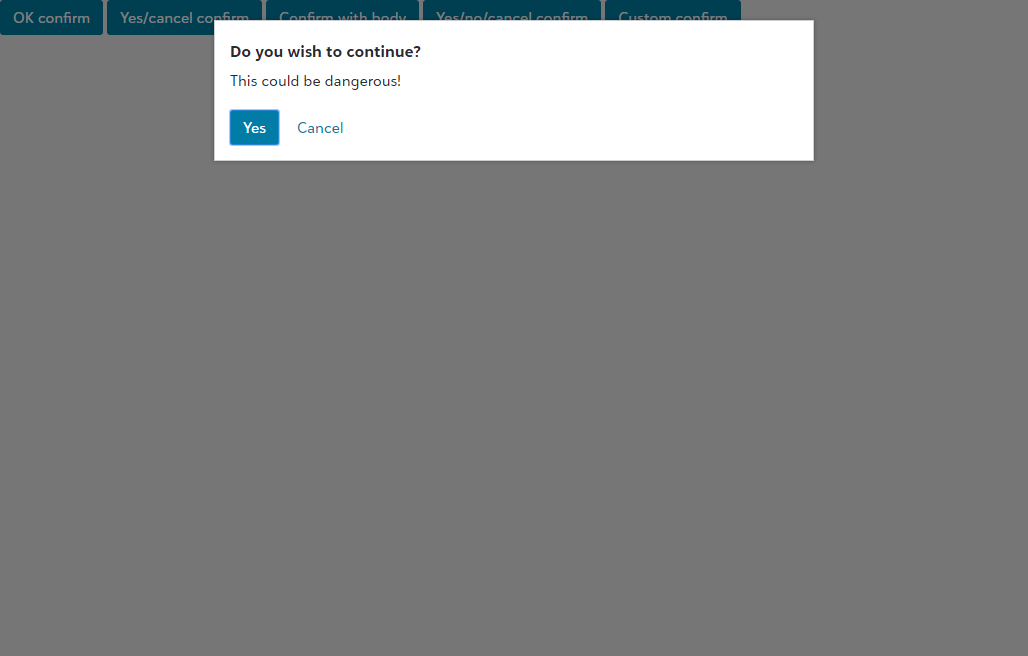 OK confirm Yes/cancel confirm Confirm with body Yes/no/cancel confirm Custom confirm
Do you wish to continue?
This could be dangerous!
Yes Cancel